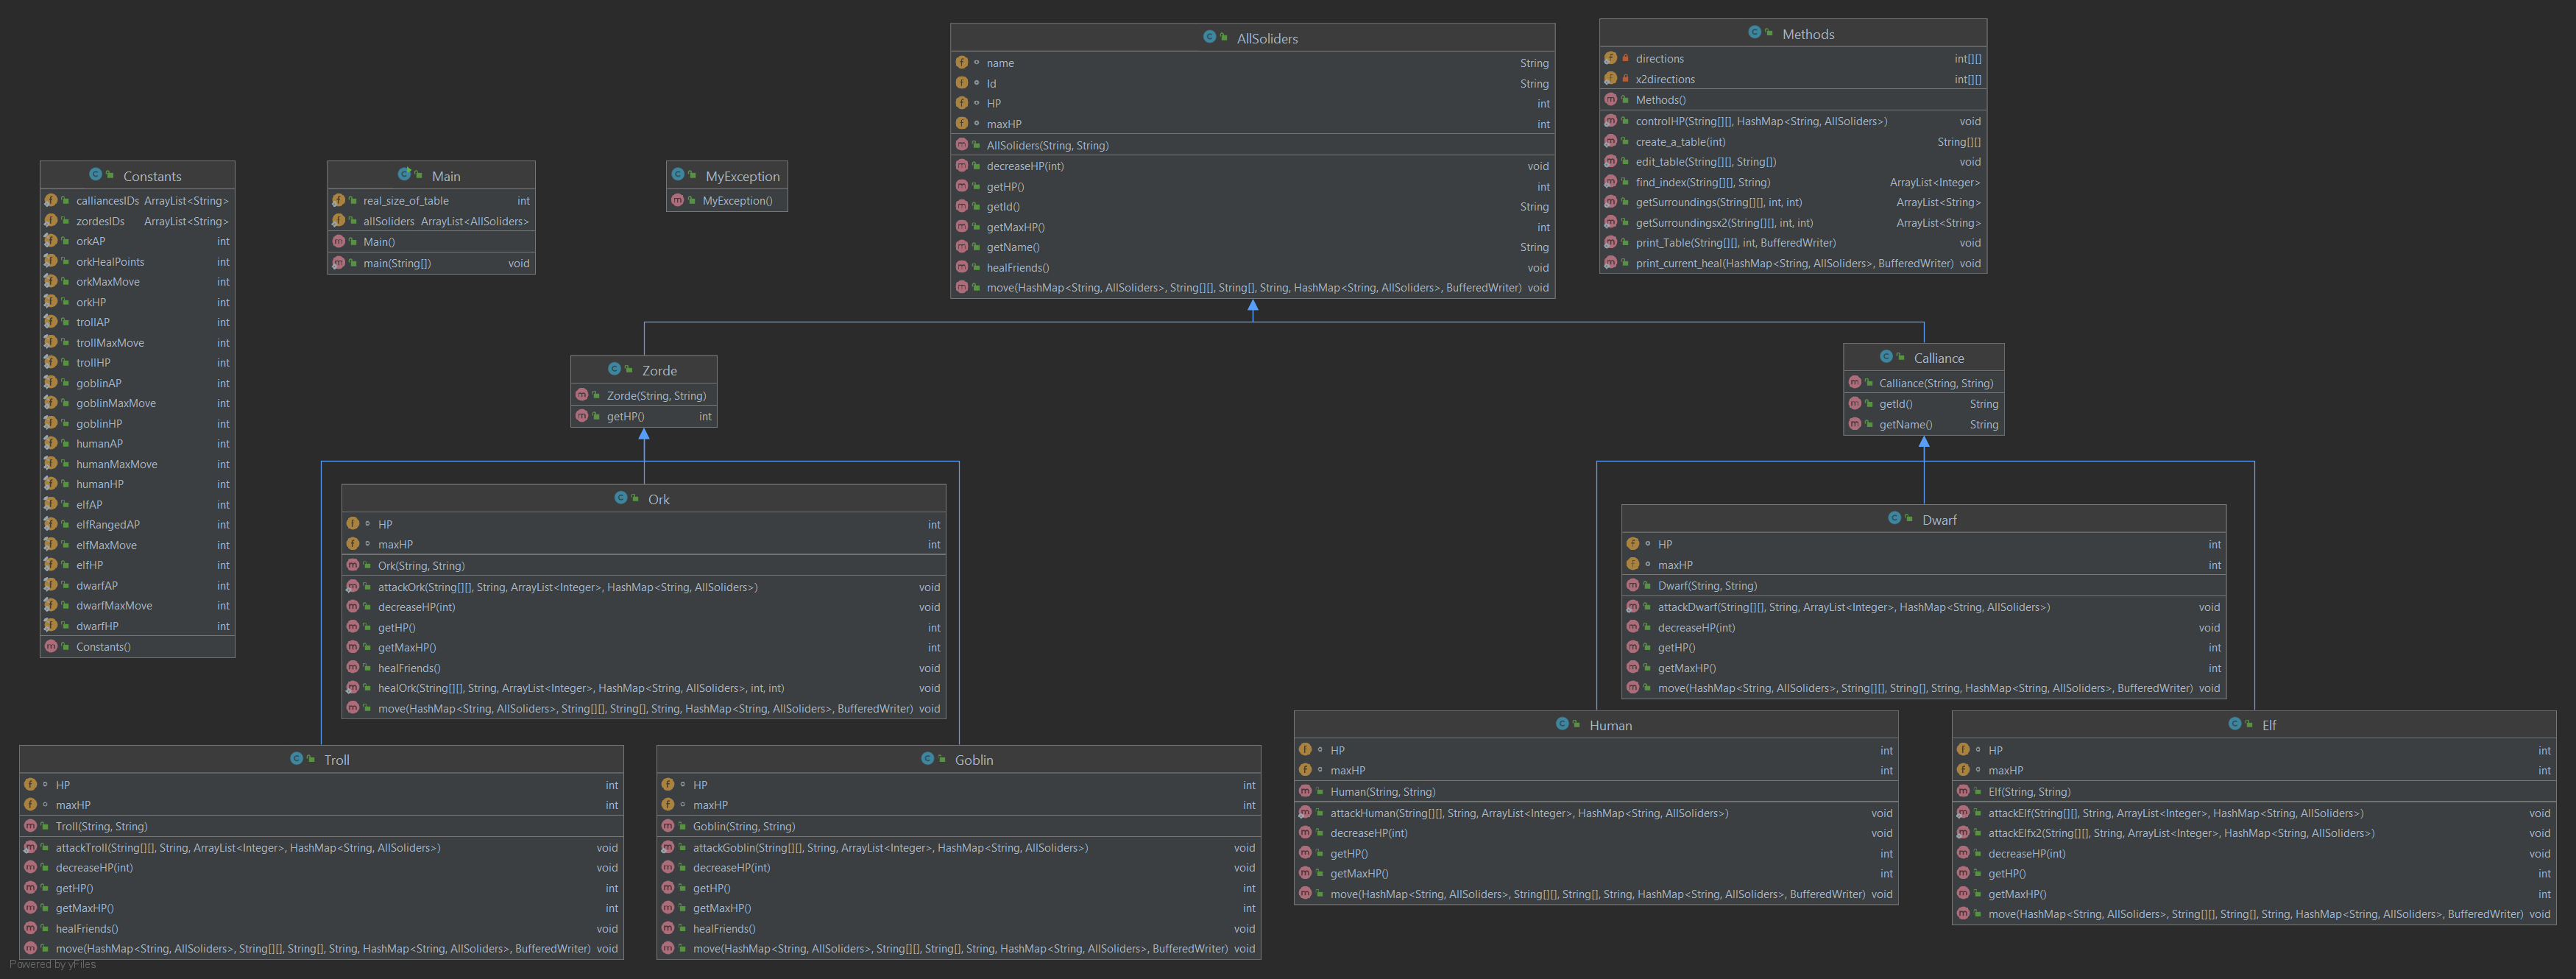 Constants
calliancesIDs ArrayList<String>
zordesIDs ArrayList<String>
orkAP int
orkHealPoints int
orkMaxMove int
orkHP int
trollAP int
trollMaxMove int
trollHP int
goblinAP int
goblinMaxMove int
goblinHP int
humanAP int
humanMaxMove int
humanHP int
elfAP int
elfRangedAP int
elfMaxMove int
elfHP int
dwarfAP int
dwarfMaxMove int
dwarfHP int
Constants()
Main
real_size_of_table int
allSoliders ArrayList<AllSoliders>
Main()
main(String[]) void
MyException
MyException()
AllSoliders
name String
Id String
HP int
maxHP int
AllSoliders(String, String)
decreaseHP(int) void
getHP() int
getId() String
getMaxHP() int
getName() String
healFriends() void
move(HashMap<String, AllSoliders>, String[][], String[], String, HashMap<String, AllSoliders>, BufferedWriter) void
Methods
directions int[][]
x2directions int[][]
Methods()
controlHP(String[][], HashMap<String, AllSoliders>) void
create_a_table(int) String[][]
edit_table(String[][], String[]) void
find_index(String[][], String) ArrayList<Integer>
getSurroundings(String[][], int, int) ArrayList<String>
getSurroundingsx2(String[][], int, int) ArrayList<String>
print_Table(String[][], int, BufferedWriter) void
print_current_heal(HashMap<String, AllSoliders>, BufferedWriter) void
Zorde
Zorde(String, String)
getHP() int
Calliance
Calliance(String, String)
getId() String
getName() String
Ork
HP int
maxHP int
Ork(String, String)
attackOrk(String[][], String, ArrayList<Integer>, HashMap<String, AllSoliders>) void
decreaseHP(int) void
getHP() int
getMaxHP() int
healFriends() void
healOrk(String[][], String, ArrayList<Integer>, HashMap<String, AllSoliders>, int, int) void
move(HashMap<String, AllSoliders>, String[][], String[], String, HashMap<String, AllSoliders>, BufferedWriter) void
Dwarf
HP int
maxHP int
Dwarf(String, String)
attackDwarf(String[][], String, ArrayList<Integer>, HashMap<String, AllSoliders>) void
decreaseHP(int) void
getHP() int
getMaxHP() int
move(HashMap<String, AllSoliders>, String[][], String[], String, HashMap<String, AllSoliders>, BufferedWriter) void
Troll
HP int
maxHP int
Troll(String, String)
attackTroll(String[][], String, ArrayList<Integer>, HashMap<String, AllSoliders>) void
decreaseHP(int) void
getHP() int
getMaxHP() int
healFriends() void
move(HashMap<String, AllSoliders>, String[][], String[], String, HashMap<String, AllSoliders>, BufferedWriter) void
Goblin
HP int
maxHP int
Goblin(String, String)
attackGoblin(String[][], String, ArrayList<Integer>, HashMap<String, AllSoliders>) void
decreaseHP(int) void
getHP() int
getMaxHP() int
healFriends() void
move(HashMap<String, AllSoliders>, String[][], String[], String, HashMap<String, AllSoliders>, BufferedWriter) void
Human
HP int
maxHP int
Human(String, String)
attackHuman(String[][], String, ArrayList<Integer>, HashMap<String, AllSoliders>) void
decreaseHP(int) void
getHP() int
getMaxHP() int
move(HashMap<String, AllSoliders>, String[][], String[], String, HashMap<String, AllSoliders>, BufferedWriter) void
Elf
HP int
maxHP int
Elf(String, String)
attackElf(String[][], String, ArrayList<Integer>, HashMap<String, AllSoliders>) void
attackElfx2(String[][], String, ArrayList<Integer>, HashMap<String, AllSoliders>) void
decreaseHP(int) void
getHP() int
getMaxHP() int
move(HashMap<String, AllSoliders>, String[][], String[], String, HashMap<String, AllSoliders>, BufferedWriter) void
Powered by yFiles